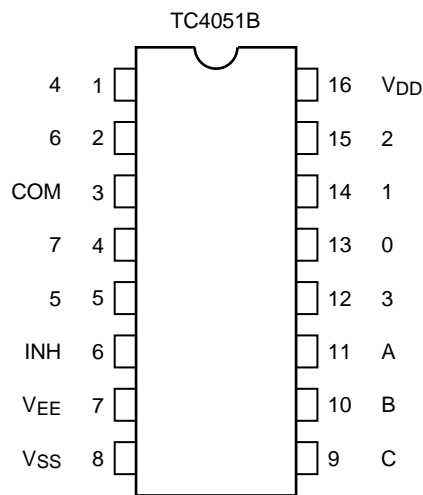 TC4051B
4 1 16 VDD
6 2 15 2
COM 3 14 1
7 4 13 0
5 5 12 3
INH 6 11 A
VEE 7 10 B
VSS 8 9 C